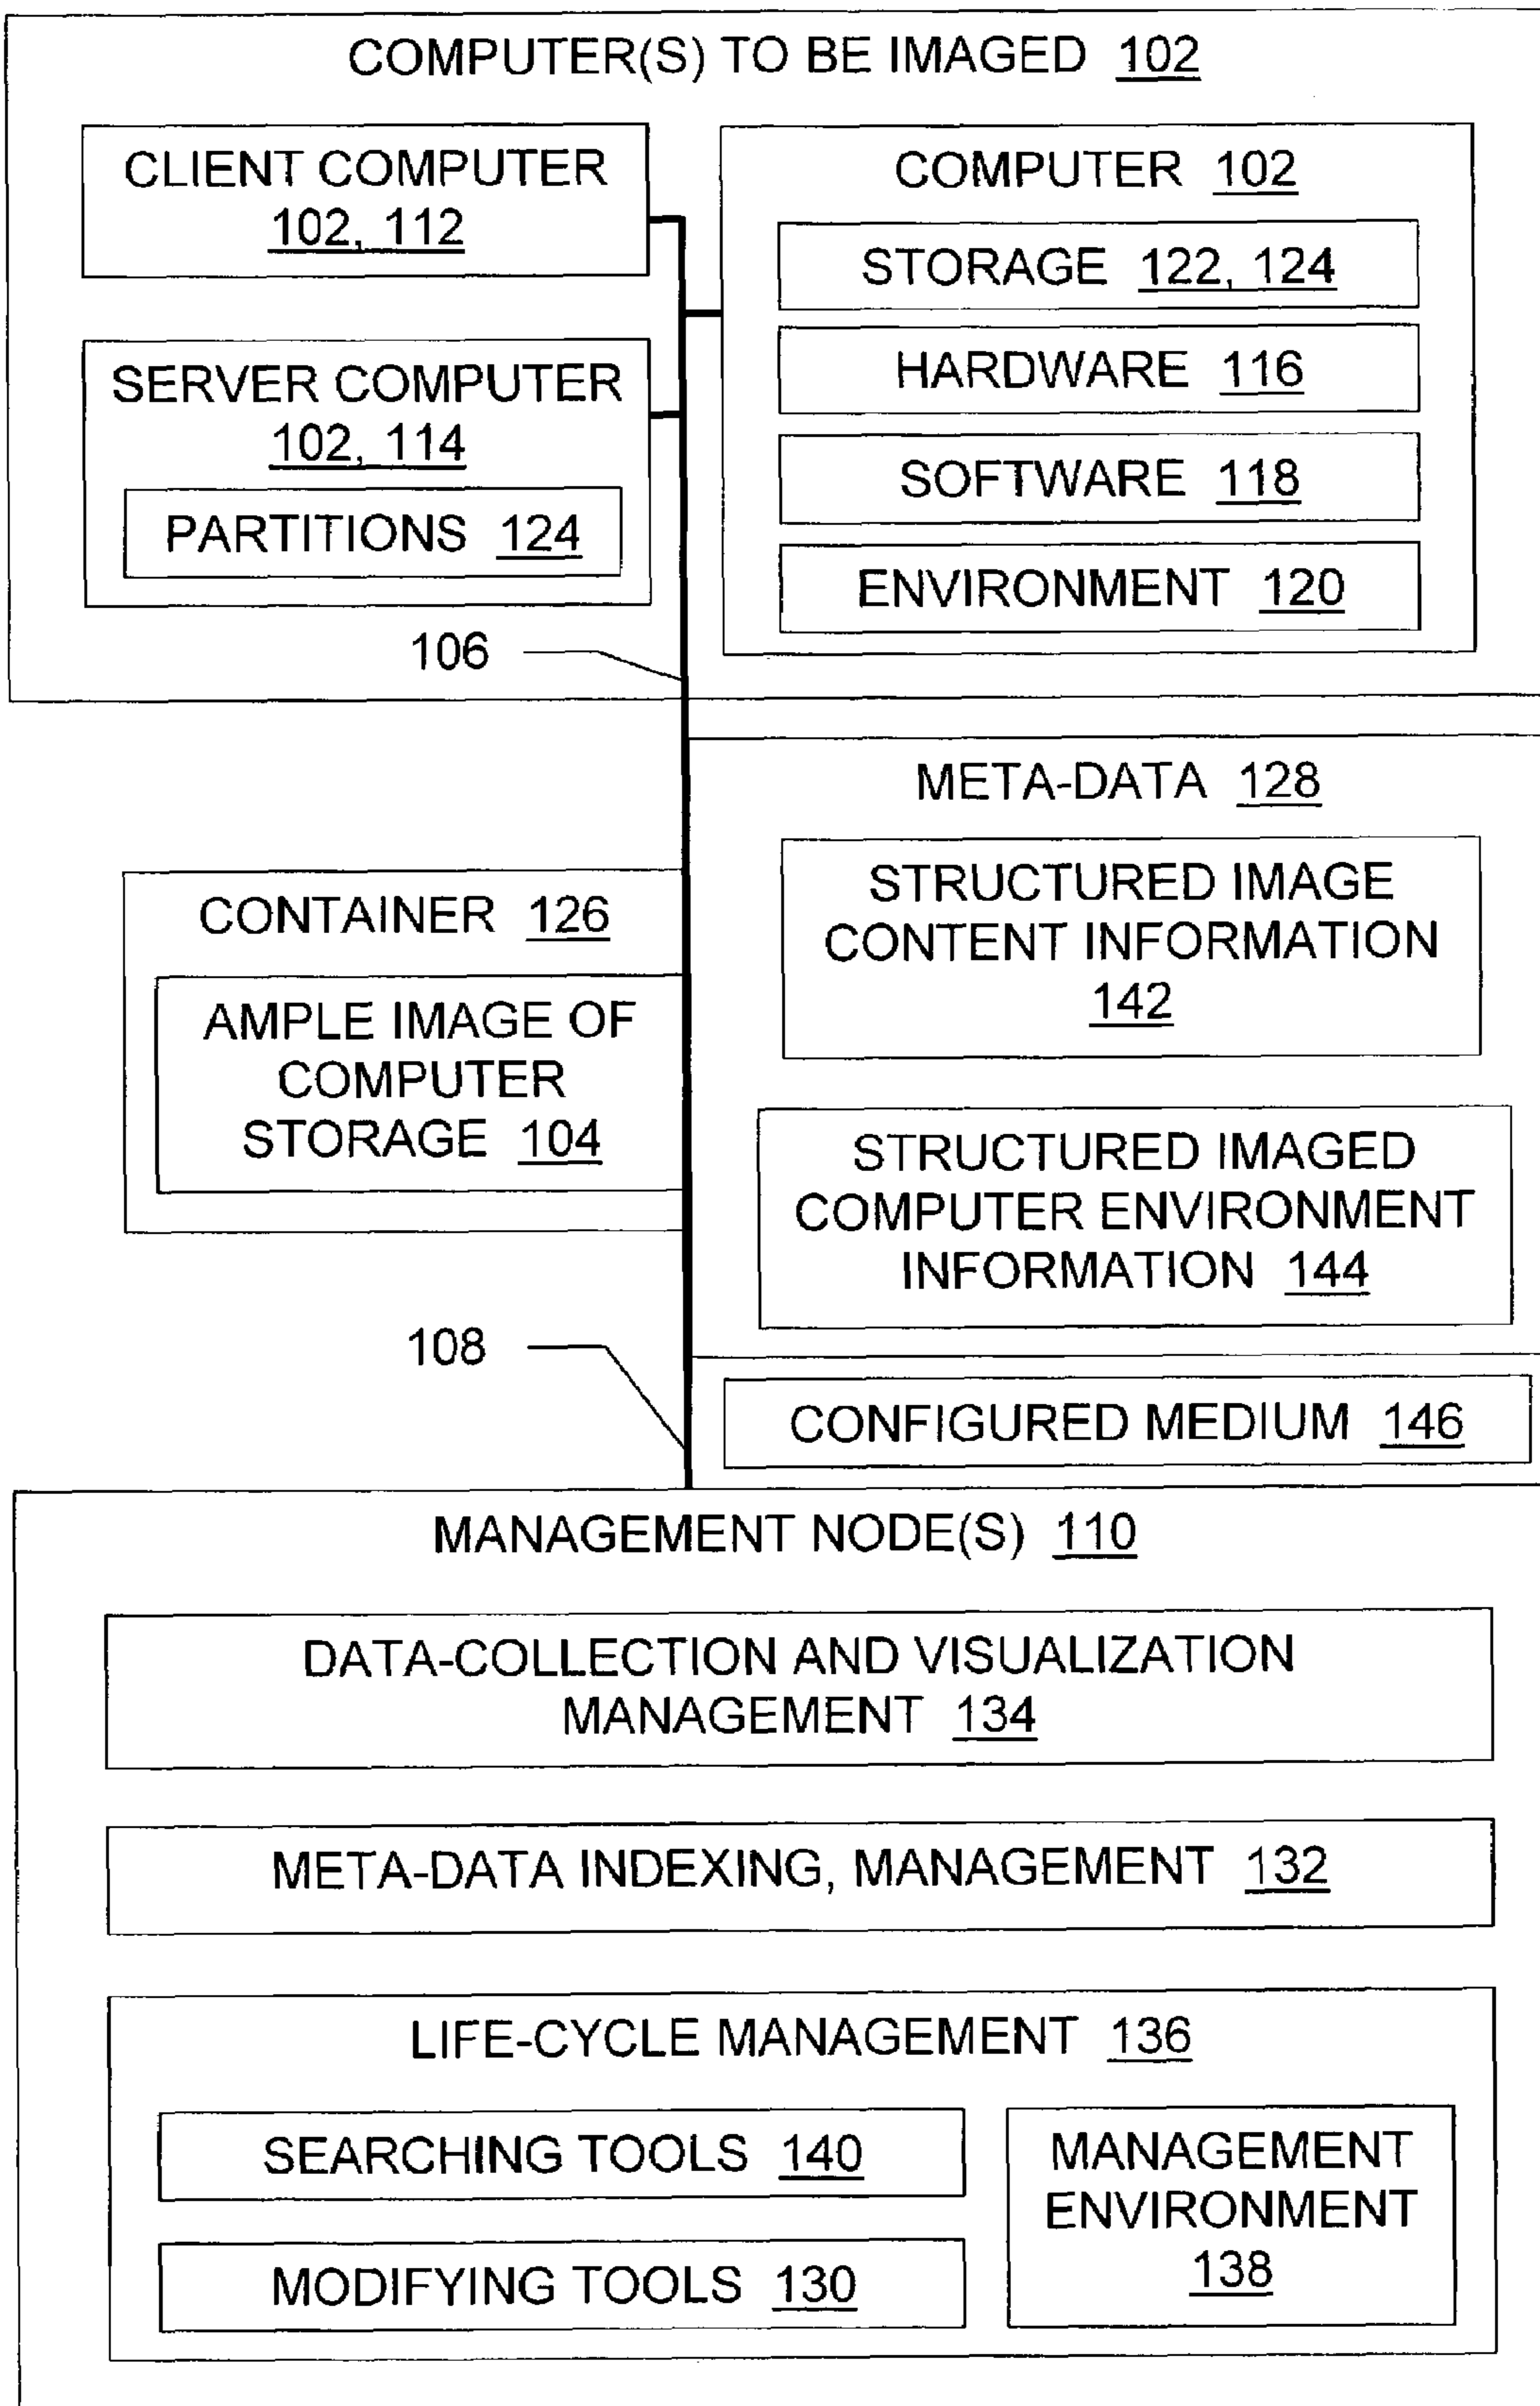 COMPUTER(S) TO BE IMAGED 102
CLIENT COMPUTER
102, 112
SERVER COMPUTER
102, 114
PARTITIONS 124
COMPUTER 102
STORAGE 122, 124
HARDWARE 116
SOFTWARE 118
ENVIRONMENT 120
106
META-DATA 128
STRUCTURED IMAGE
CONTENT INFORMATION
142
STRUCTURED IMAGED
COMPUTER ENVIRONMENT
INFORMATION 144
CONTAINER 126
AMPLE IMAGE OF
COMPUTER
STORAGE 104
108
CONFIGURED MEDIUM 146
MANAGEMENT NODE(S) 110
DATA-COLLECTION AND VISUALIZATION
MANAGEMENT 134
META-DATA INDEXING, MANAGEMENT 132
LIFE-CYCLE MANAGEMENT 136
SEARCHING TOOLS 140
MODIFYING TOOLS 130
MANAGEMENT
ENVIRONMENT
138